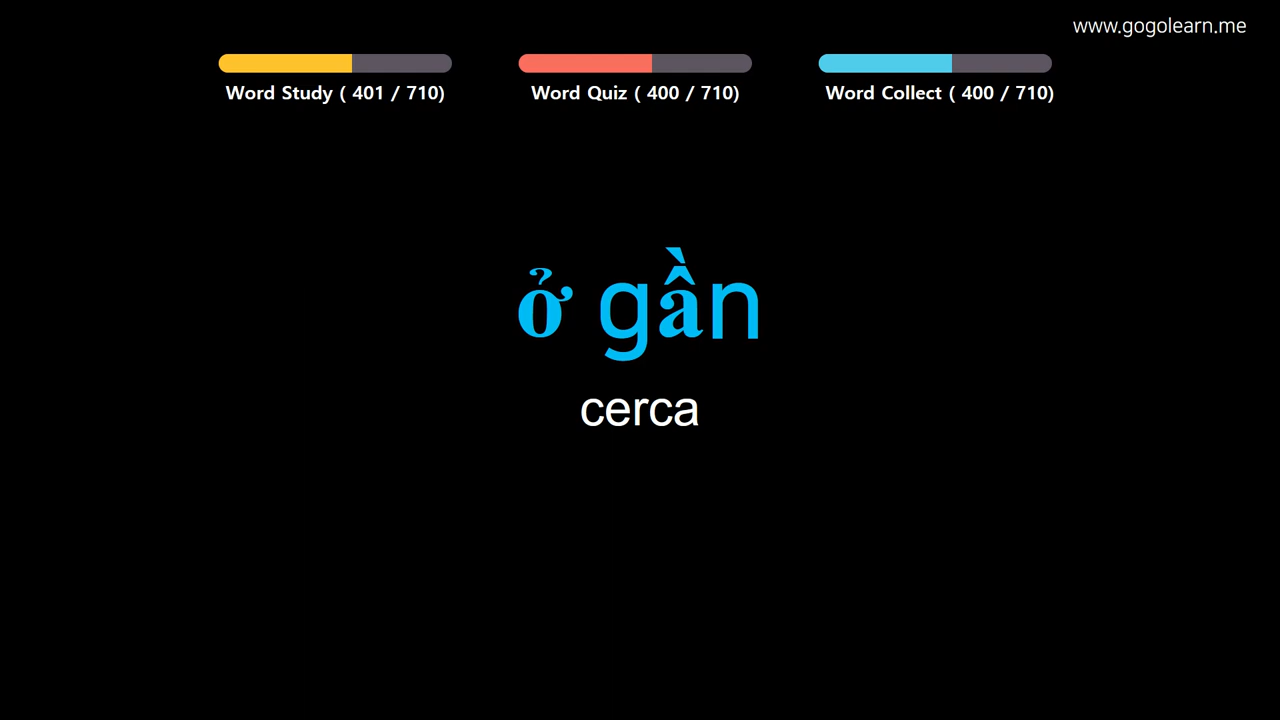 www.gogolearn.me
Word Study ( 401 / 710)
Word Quiz ( 400 / 710)
Word Collect ( 400 / 710)
ở gần
cerca